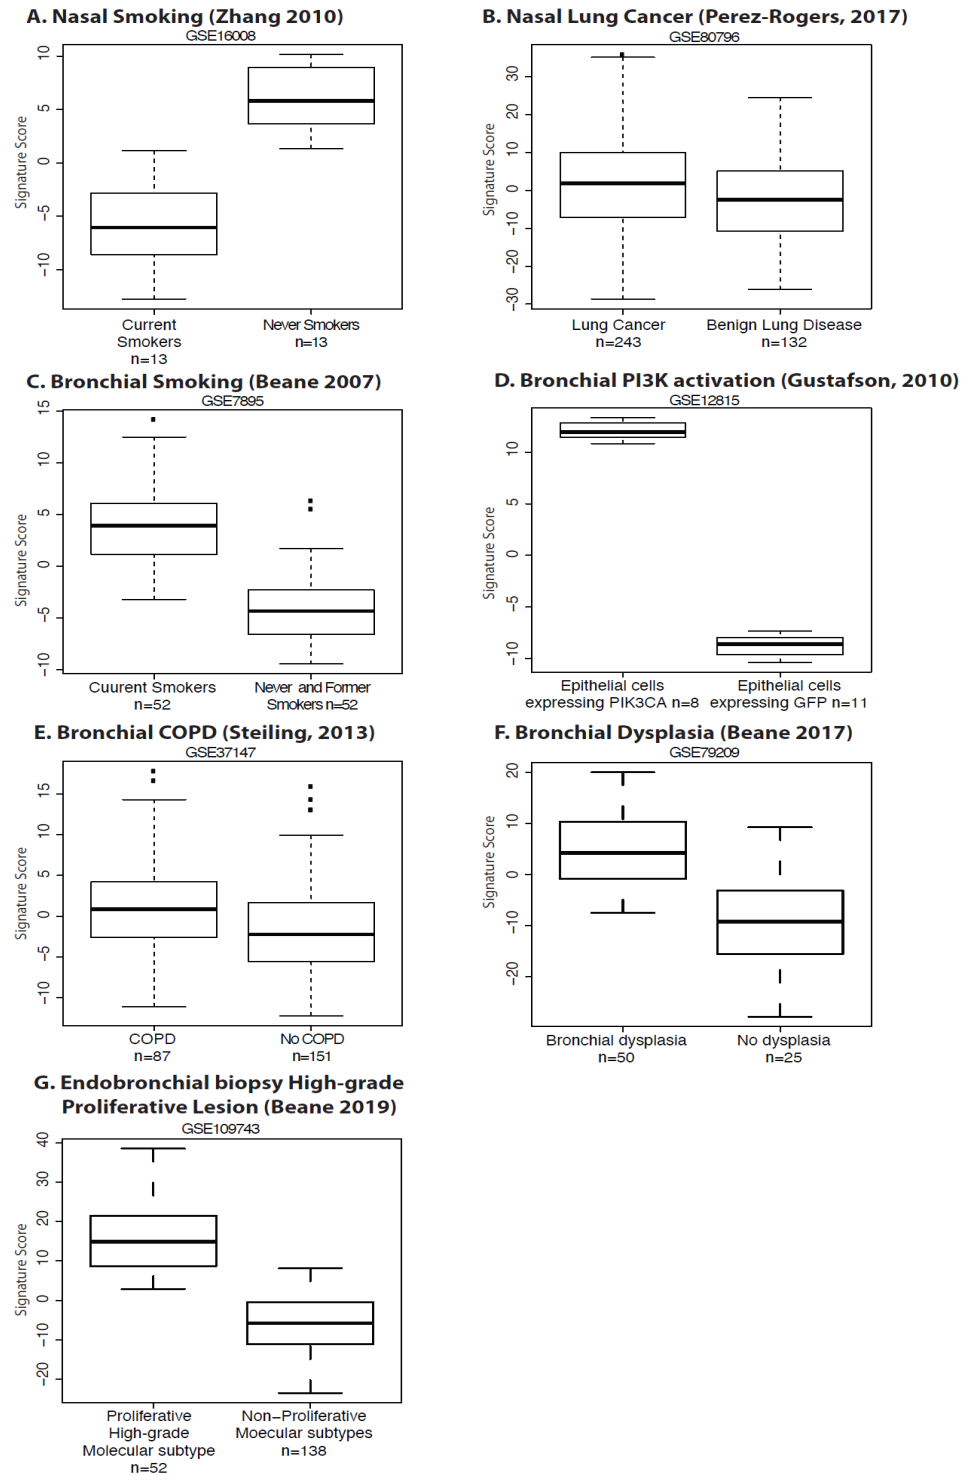 A. Nasal Smoking (Zhang 2010)
GSE16008
Signature Score
10
5
0
−5
−10
Current
Smokers
n=13
Never Smokers
n=13
B. Nasal Lung Cancer (Perez-Rogers, 2017)
GSE80796
Signature Score
30
20
10
0
−10
−20
−30
Lung Cancer
n=243
Benign Lung Disease
n=132
C. Bronchial Smoking (Beane 2007)
GSE7895
Signature Score
15
10
5
0
−5
−10
Cuurent Smokers
n=52
Never and Former
Smokers n=52
D. Bronchial PI3K activation (Gustafson, 2010)
GSE12815
Signature Score
10
5
0
−5
−10
Epithelial cells
expressing PIK3CA n=8
Epithelial cells
expressing GFP n=11
E. Bronchial COPD (Steiling, 2013)
GSE37147
Signature Score
15
10
5
0
−5
−10
COPD
n=87
No COPD
n=151
F. Bronchial Dysplasia (Beane 2017)
GSE79209
Signature Score
20
10
0
−10
−20
Bronchial dysplasia
n=50
No dysplasia
n=25
G. Endobronchial biopsy High-grade
Proliferative Lesion (Beane 2019)
GSE109743
Signature Score
40
30
20
10
0
−10
−20
Proliferative
High-grade
Molecular subtype
n=52
Non−Proliferative
Moecular subtypes
n=138